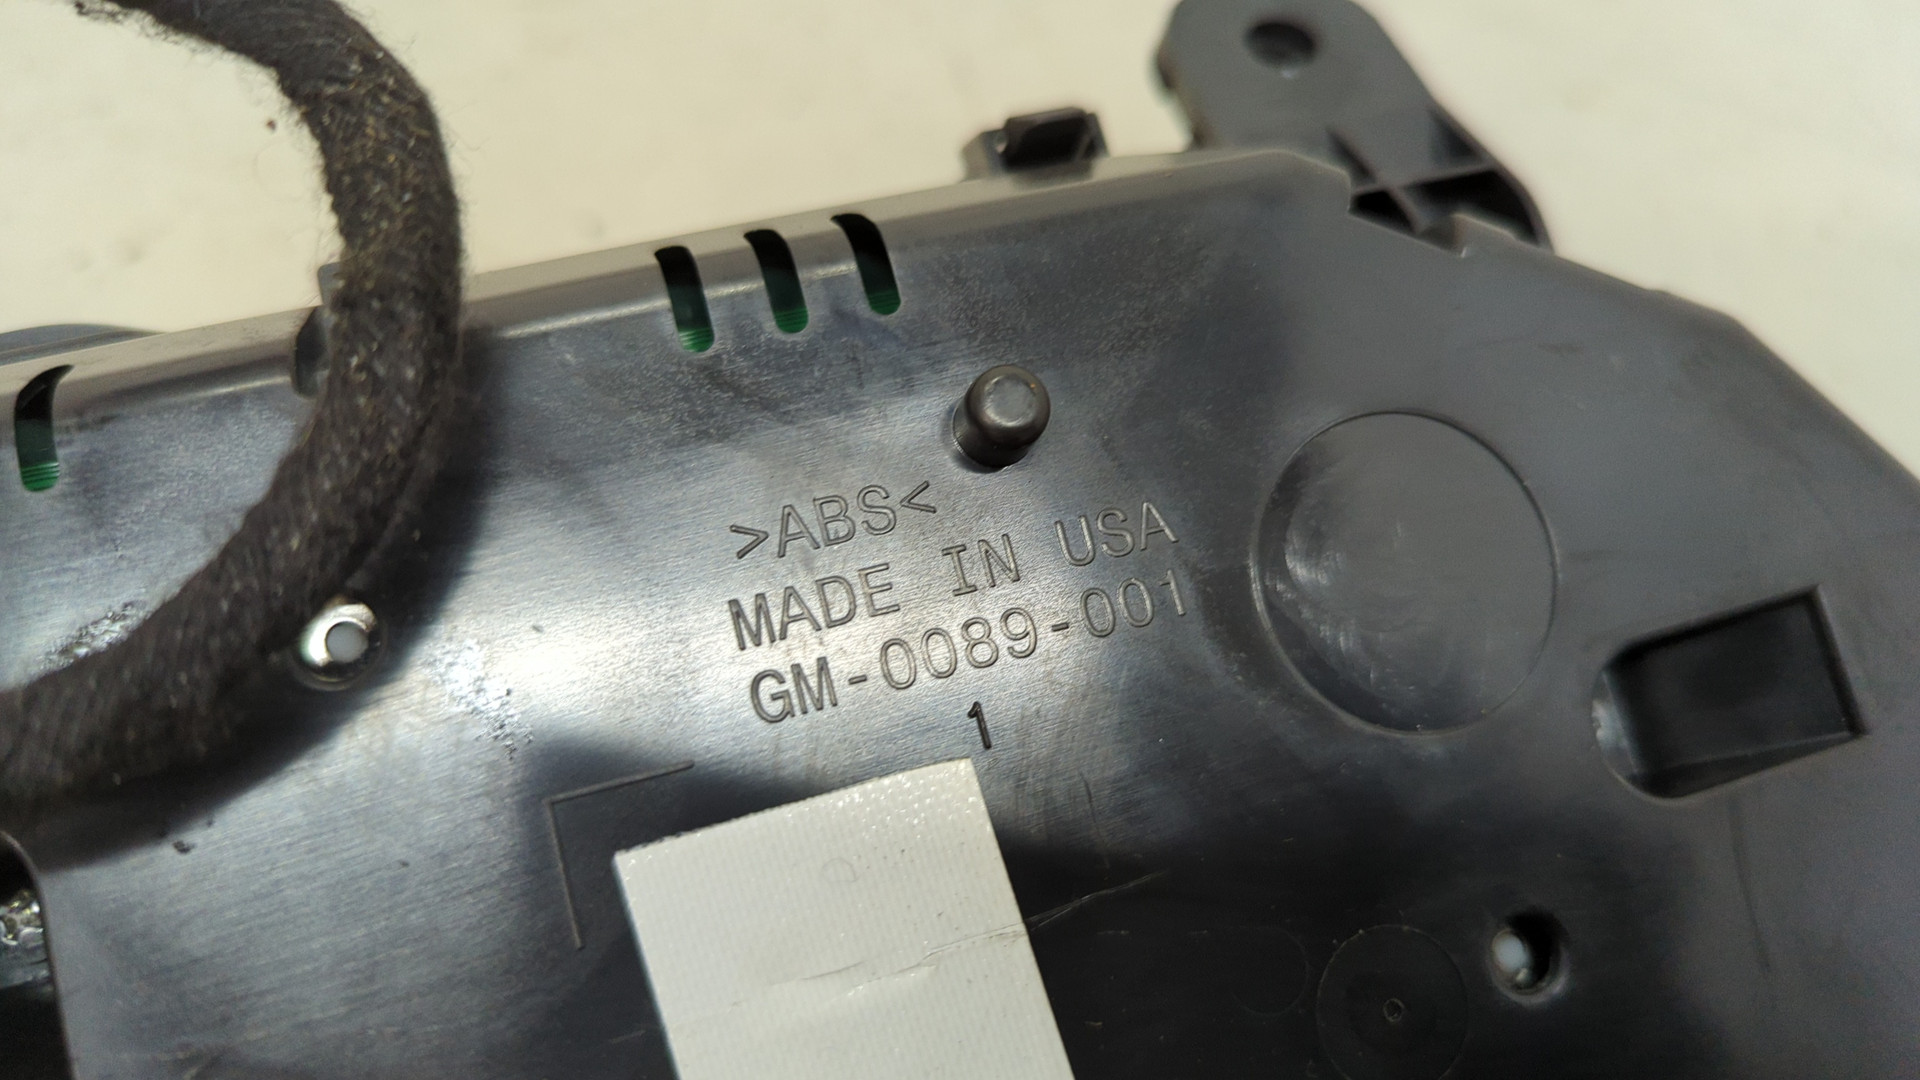 >ABS<
MADE IN USA
GM-0089-001
1